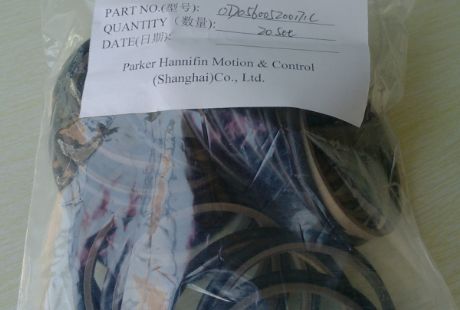 PART NO.(型号): OD0560052001
QUANTITY（数量): 20 Set
DATE(日期):
Parker Hannifin Motion & Control
(Shanghai)Co., Ltd.